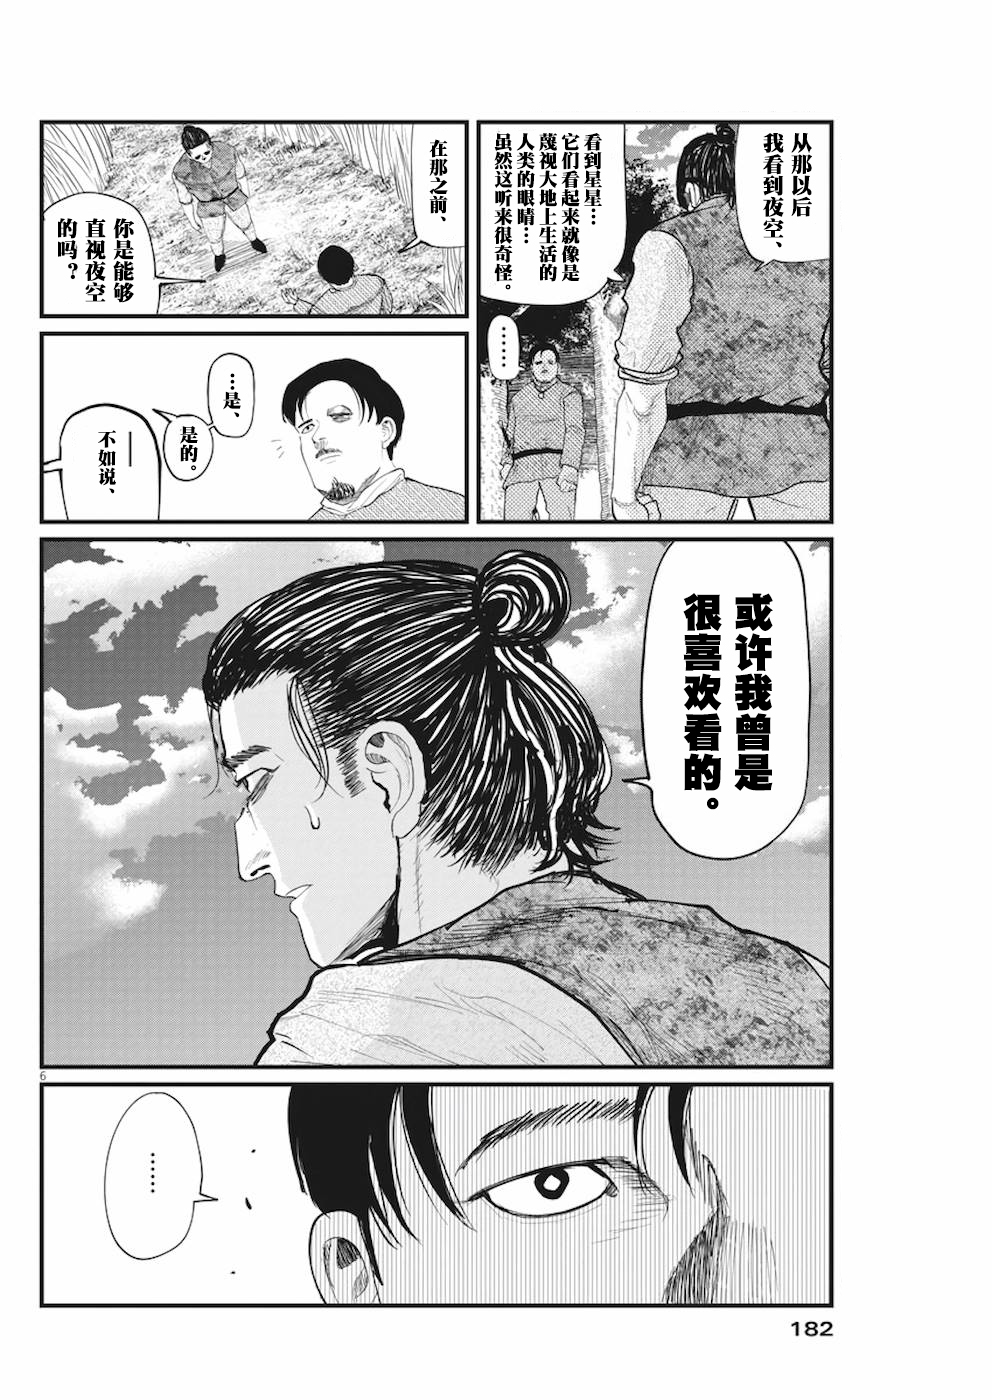 从那以后
我看到夜空、
看到星星…
它们看起来就像是
蔑视大地上生活的
人类的眼睛…
虽然这听来很奇怪。
……
在那之前、
你是能够
直视夜空
的吗？
…是、
是的。
——
不如说、
或许我曾是
很喜欢看的。
……
6
182